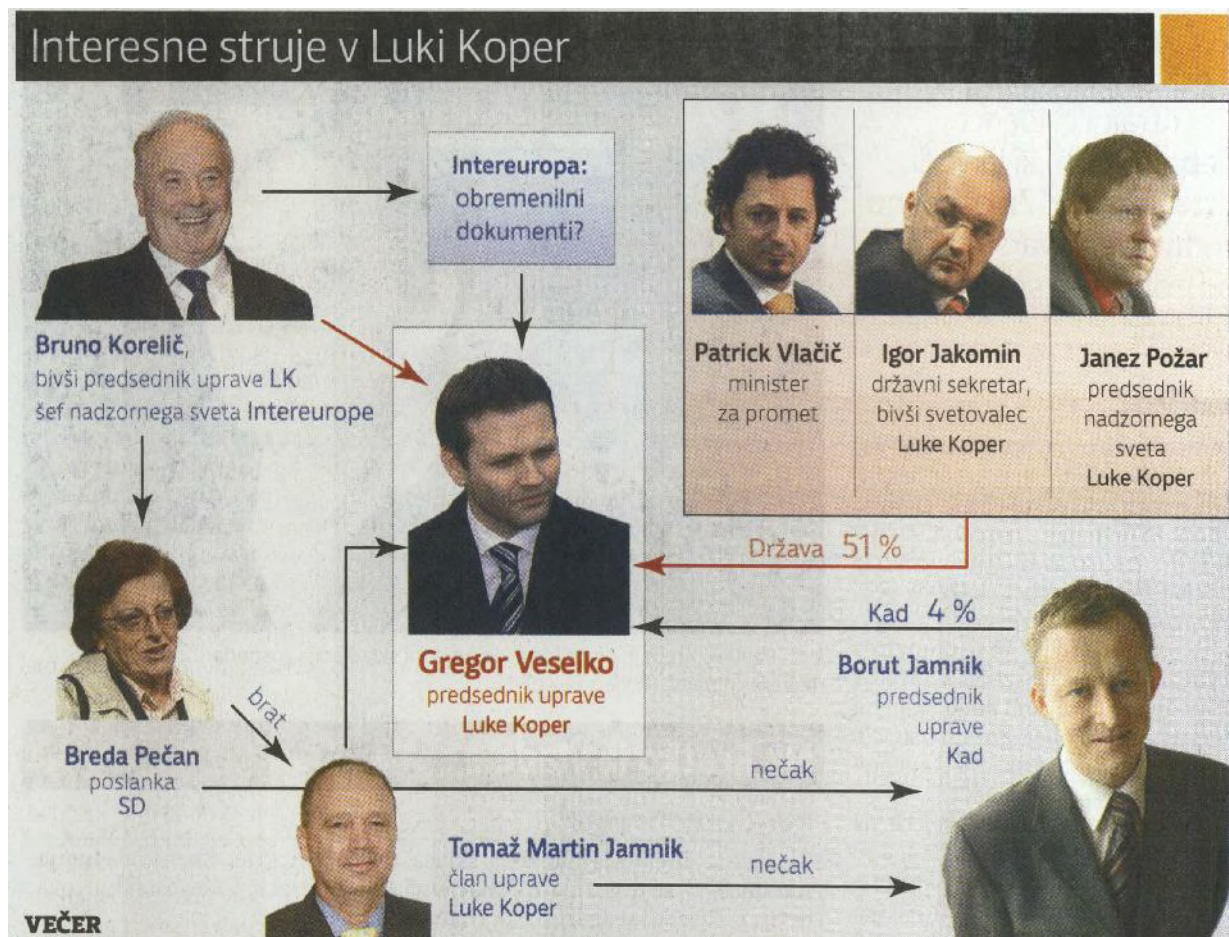 Interesne struje v Luki Koper
Intereuropa:
obremenilni
dokumenti?
Bruno Korelič,
bivši predsednik uprave LK
šef nadzornega sveta Intereurope
Patrick Vlačič
minister
za promet
Igor Jakomin
državni sekretar,
bivši svetovalec
Luke Koper
Janez Požar
predsednik
nadzornega
sveta
Luke Koper
Država 51 %
Kad 4 %
Gregor Veselko
predsednik uprave
Luke Koper
Borut Jamnik
predsednik
uprave
Kad
brat
Breda Pečan
poslanka
SD
nečak
Tomaž Martin Jamnik
član uprave
Luke Koper
nečak
VEČER